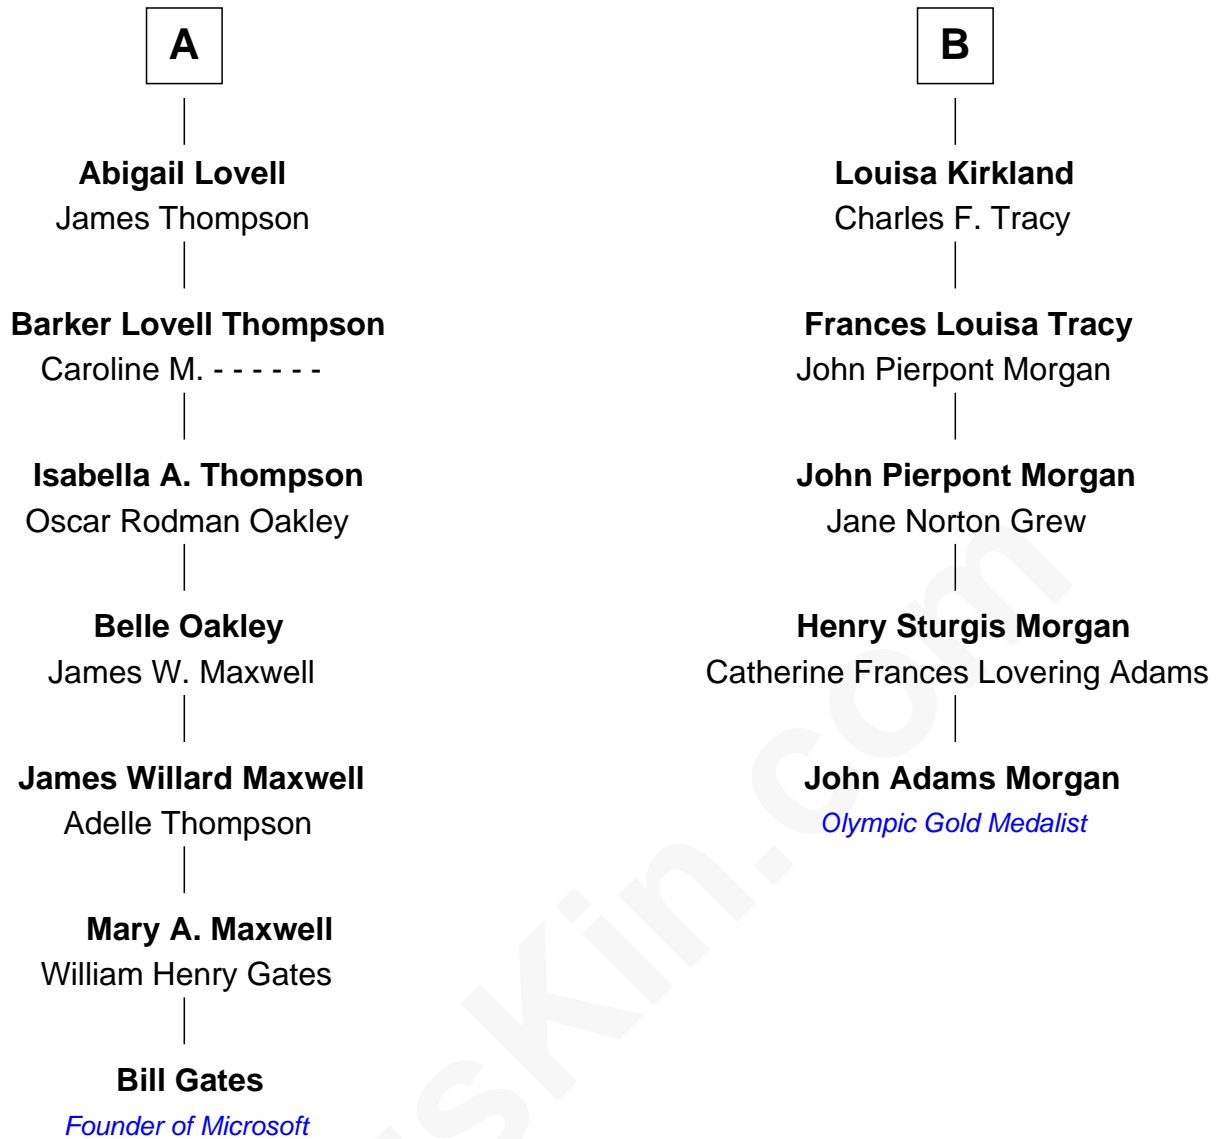 A
Abigail Lovell
James Thompson
Barker Lovell Thompson
Caroline M. - - - - - -
Isabella A. Thompson
Oscar Rodman Oakley
Belle Oakley
James W. Maxwell
James Willard Maxwell
Adelle Thompson
Mary A. Maxwell
William Henry Gates
Bill Gates
Founder of Microsoft
B
Louisa Kirkland
Charles F. Tracy
Frances Louisa Tracy
John Pierpont Morgan
John Pierpont Morgan
Jane Norton Grew
Henry Sturgis Morgan
Catherine Frances Lovering Adams
John Adams Morgan
Olympic Gold Medalist
usKin.com